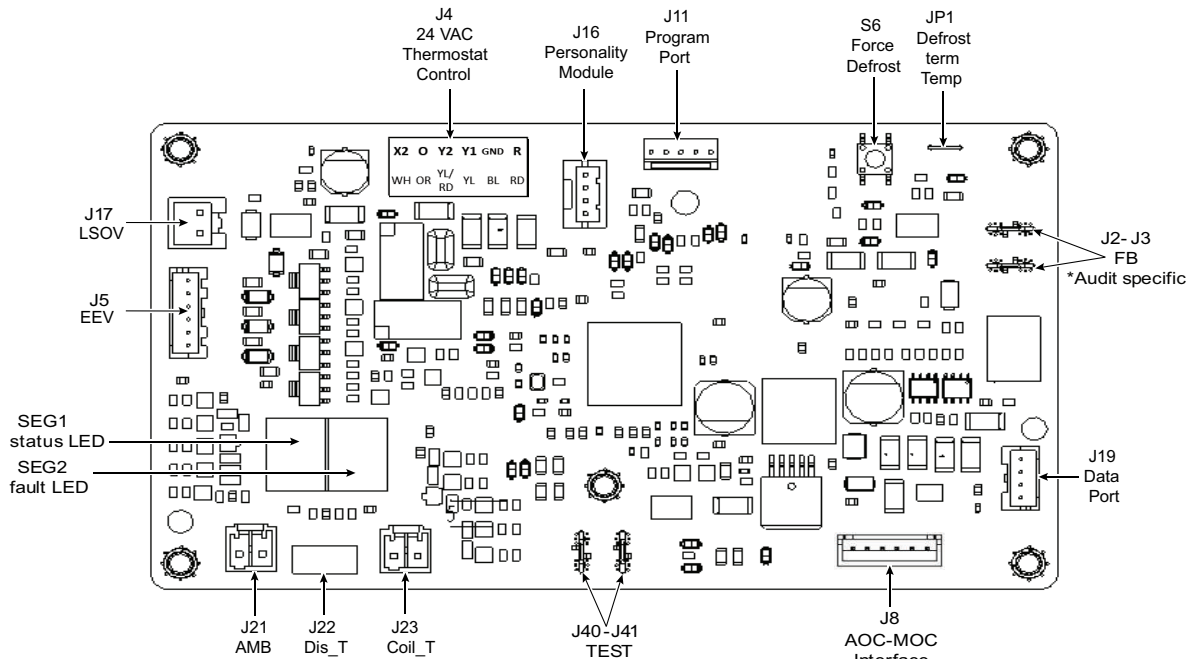 J4
24 VAC
Thermostat
Control
J16
Personality
Module
J11
Program
Port
S6
Force
Defrost
JP1
Defrost
term
Temp
X2 O Y2 Y1 GND R
WH OR YL/RD YL BL RD
J17
LSOV
J5
EEV
J2-J3
FB
*Audit specific
SEG1
status LED
SEG2
fault LED
J19
Data
Port
J21
AMB
J22
Dis_T
J23
Coil_T
J40-J41
TEST
J8
AOC-MOC
Interface